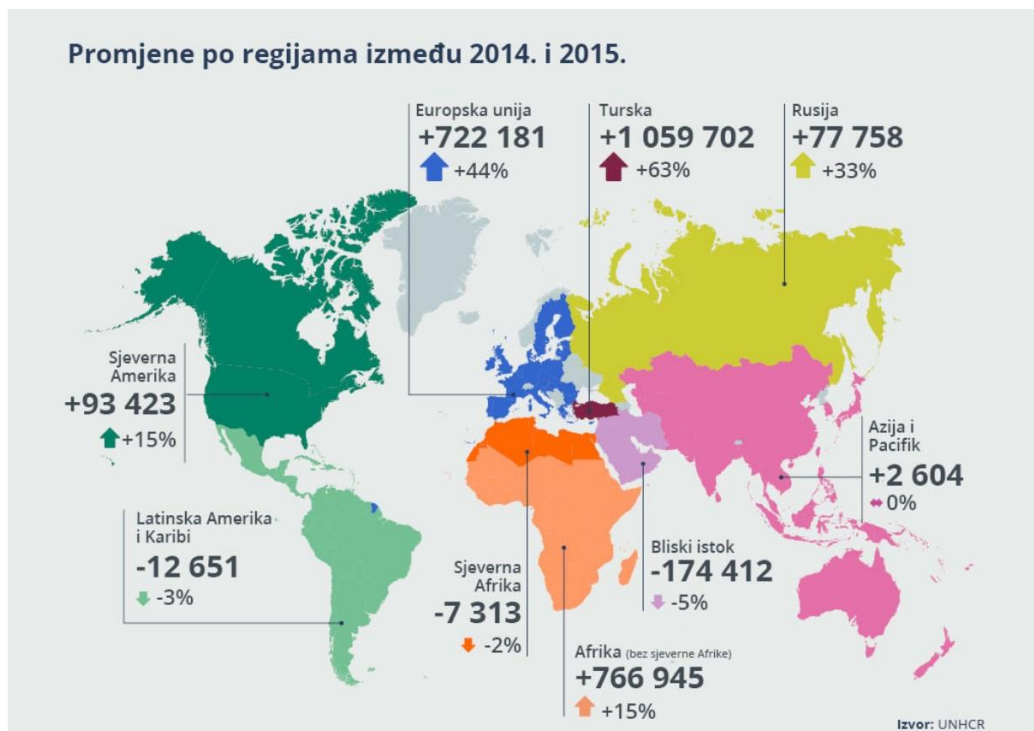 Promjene po regijama između 2014. i 2015.
Europska unija
+722 181
+44%
Turska
+1 059 702
+63%
Rusija
+77 758
+33%
Sjeverna
Amerika
+93 423
+15%
Azija i
Pacifik
+2 604
0%
Latinska Amerika
i Karibi
-12 651
-3%
Sjeverna
Afrika
-7 313
-2%
Bliski istok
-174 412
-5%
Afrika (bez sjeverne Afrike)
+766 945
+15%
Izvor: UNHCR